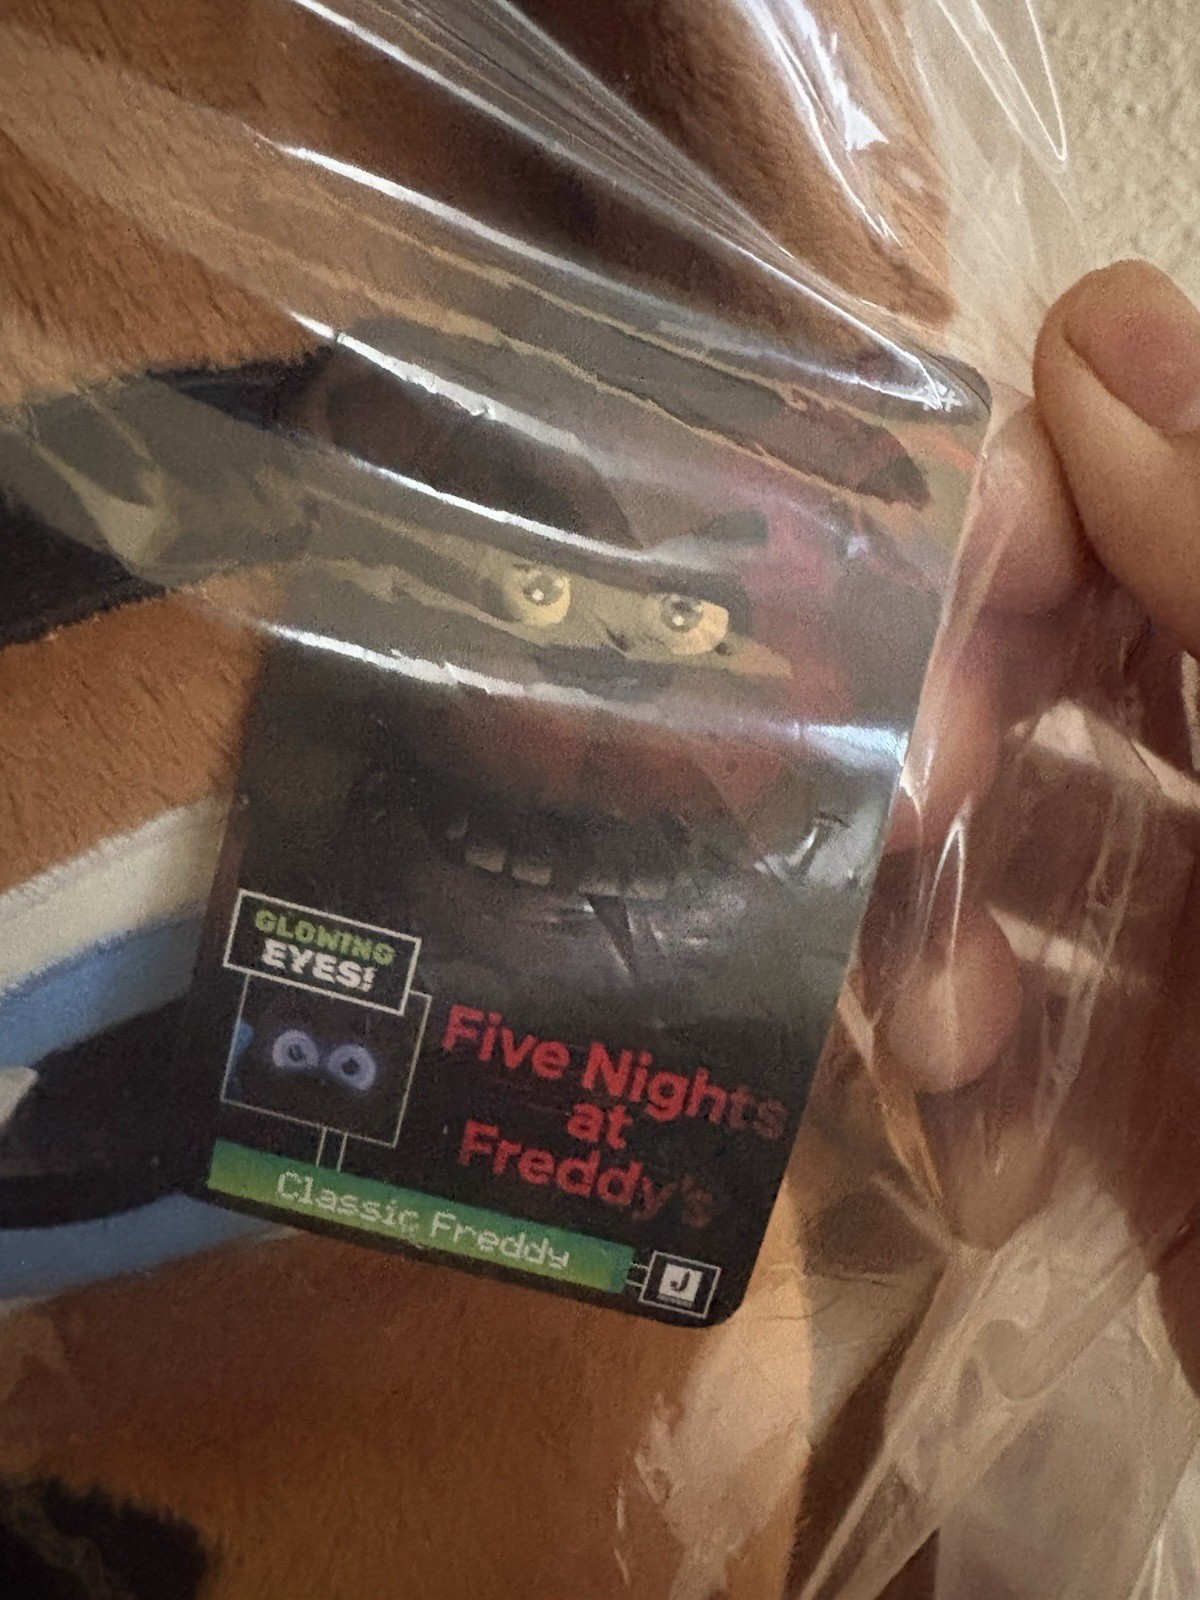 GLOWING
EYES!
Five Nights
at
Freddy's
Classic Freddy
J